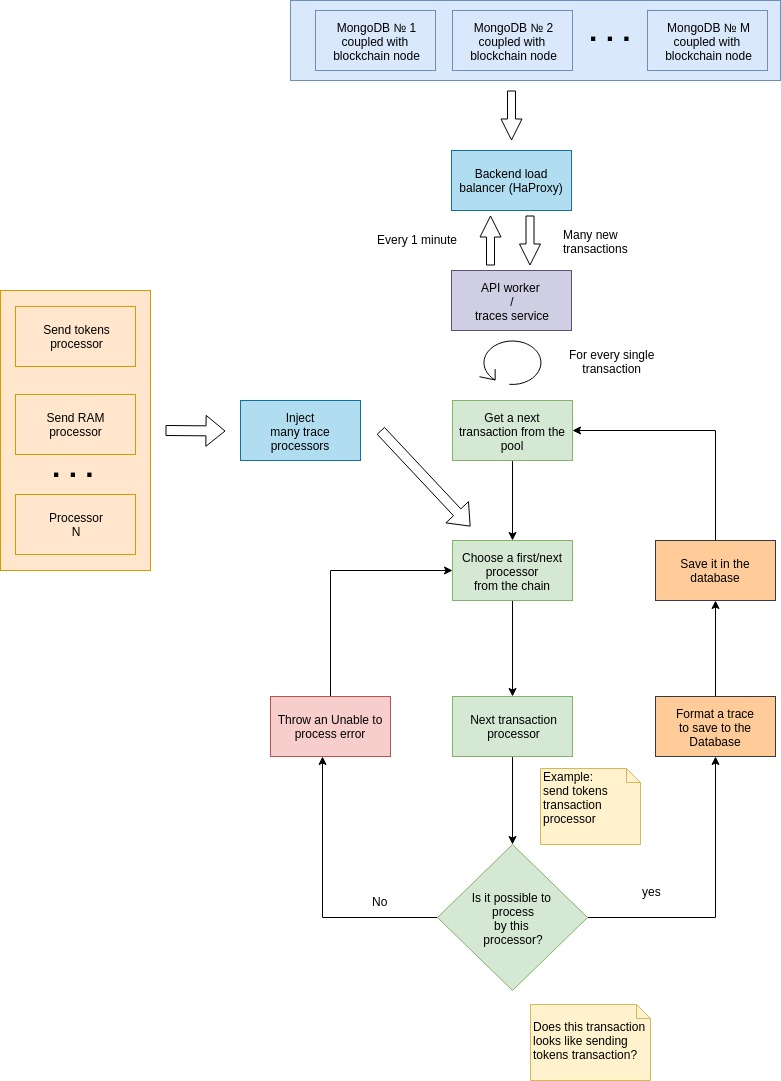 MongoDB № 1
coupled with
blockchain node
MongoDB № 2
coupled with
blockchain node
. . .
MongoDB № M
coupled with
blockchain node
Backend load
balancer (HaProxy)
Every 1 minute
Many new
transactions
API worker
/
traces service
For every single
transaction
Send tokens
processor
Send RAM
processor
. . .
Processor
N
Inject
many trace
processors
Get a next
transaction from the
pool
Choose a first/next
processor
from the chain
Save it in the
database
Throw an Unable to
process error
Next transaction
processor
Format a trace
to save to the
Database
Example:
send tokens
transaction
processor
No
Is it possible to
process
by this
processor?
yes
Does this transaction
looks like sending
tokens transaction?